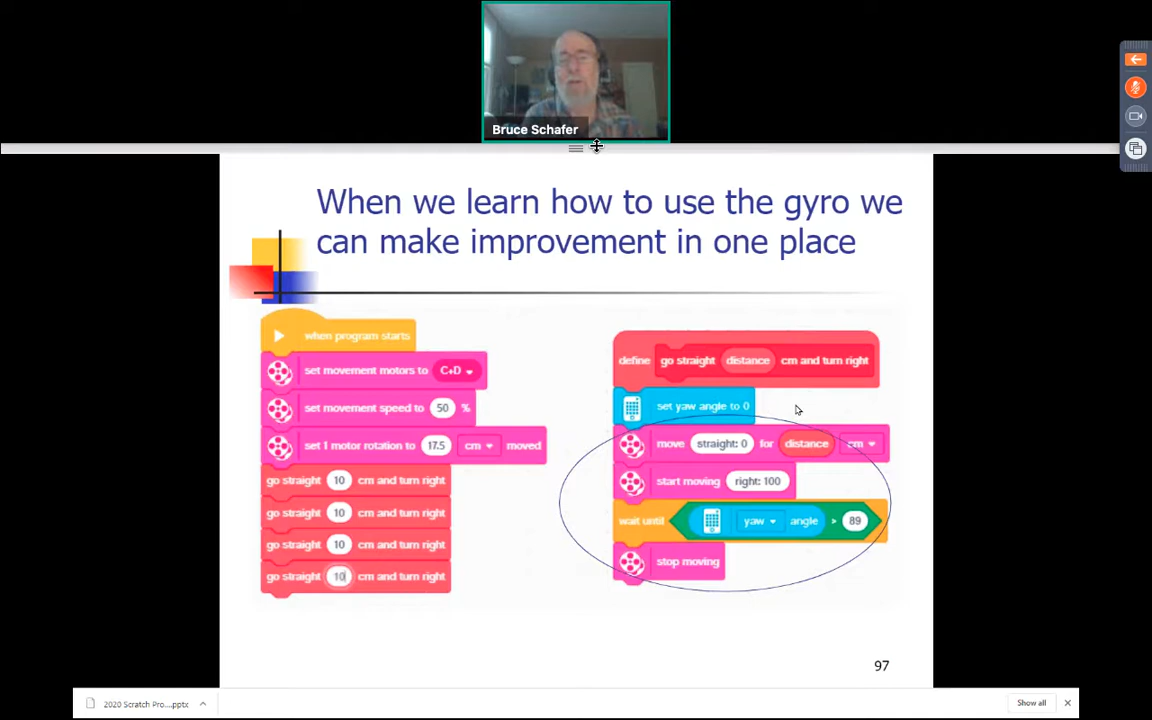 Bruce Schafer
When we learn how to use the gyro we
can make improvement in one place
when program starts
set movement motors to C+D
set movement speed to 50 %
set 1 motor rotation to 17.5 cm moved
go straight 10 cm and turn right
go straight 10 cm and turn right
go straight 10 cm and turn right
go straight 10 cm and turn right
define go straight distance cm and turn right
set yaw angle to 0
move straight: 0 for distance cm
start moving right: 100
wait until yaw angle > 89
stop moving
97
2020 Scratch Pro....pptx
Show all